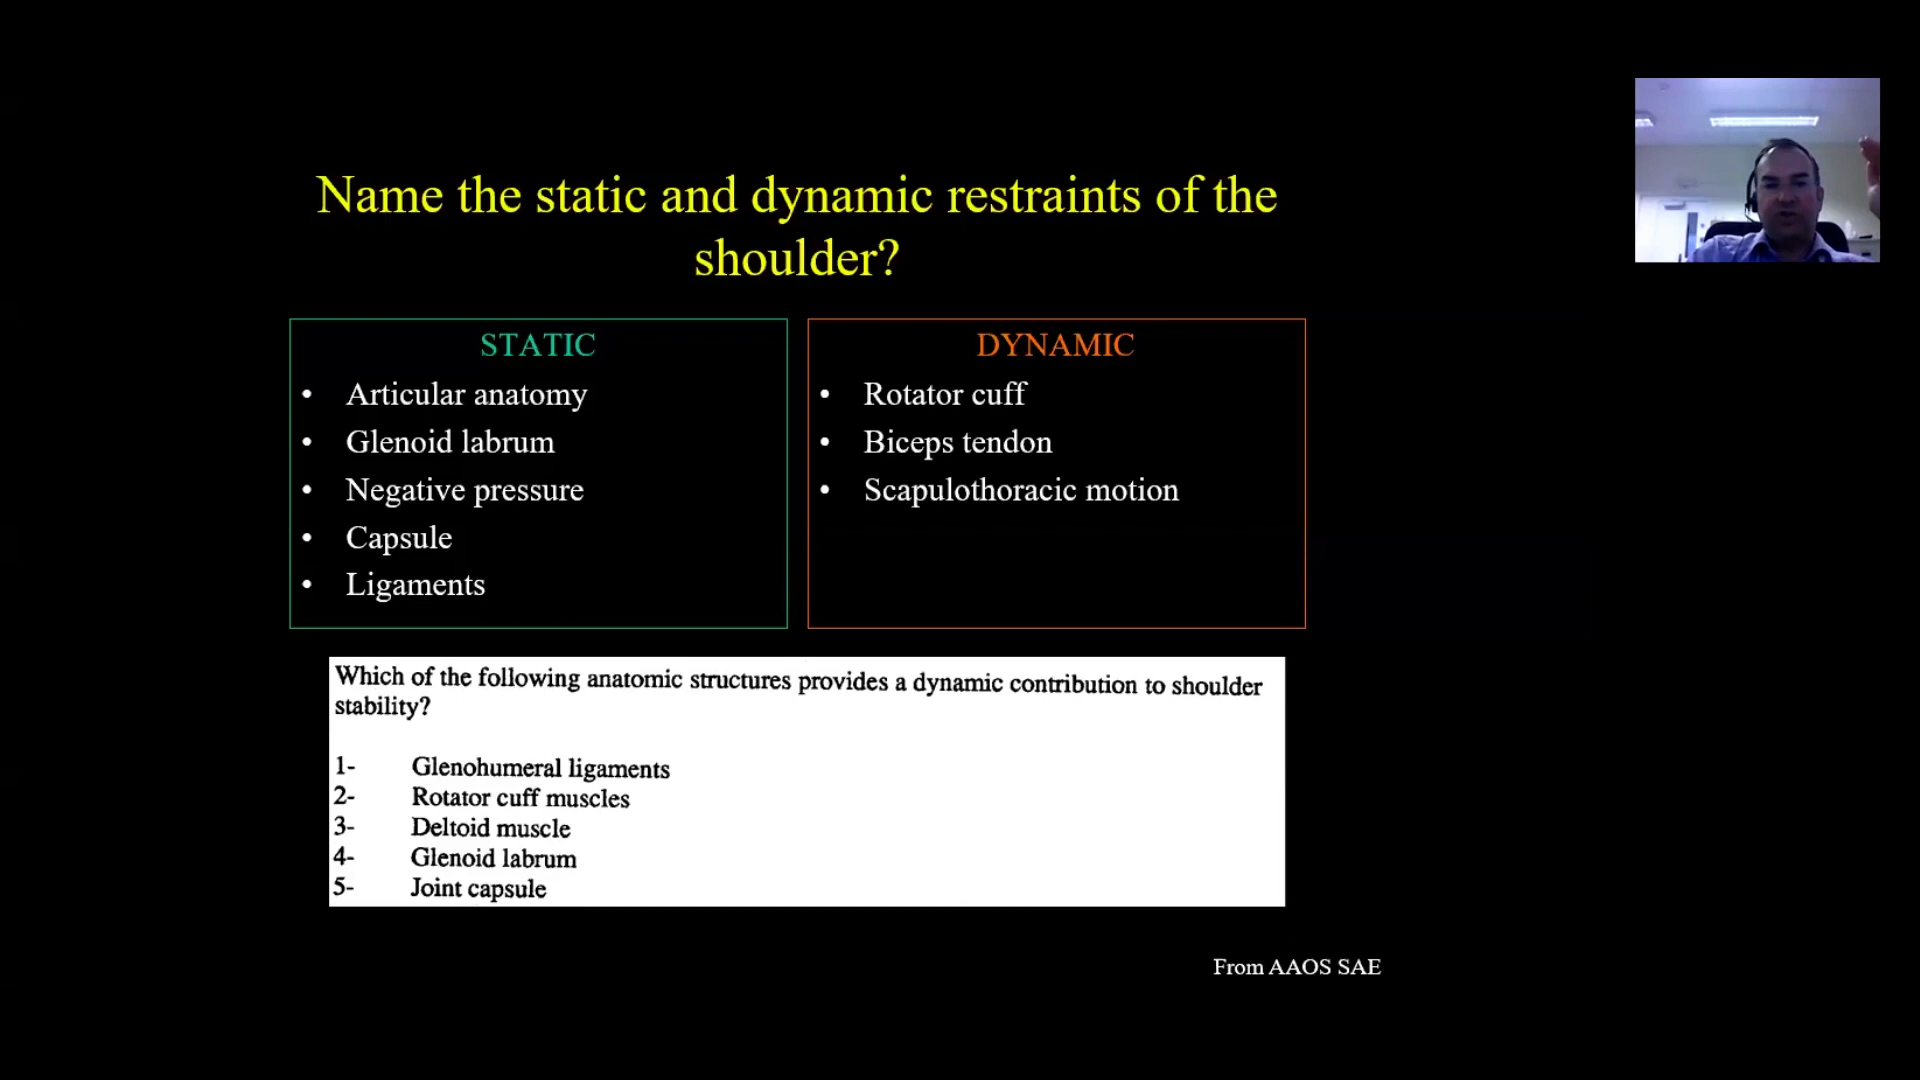 Name the static and dynamic restraints of the
shoulder?
STATIC
• Articular anatomy
• Glenoid labrum
• Negative pressure
• Capsule
• Ligaments
DYNAMIC
• Rotator cuff
• Biceps tendon
• Scapulothoracic motion
Which of the following anatomic structures provides a dynamic contribution to shoulder
stability?
1- Glenohumeral ligaments
2- Rotator cuff muscles
3- Deltoid muscle
4- Glenoid labrum
5- Joint capsule
From AAOS SAE